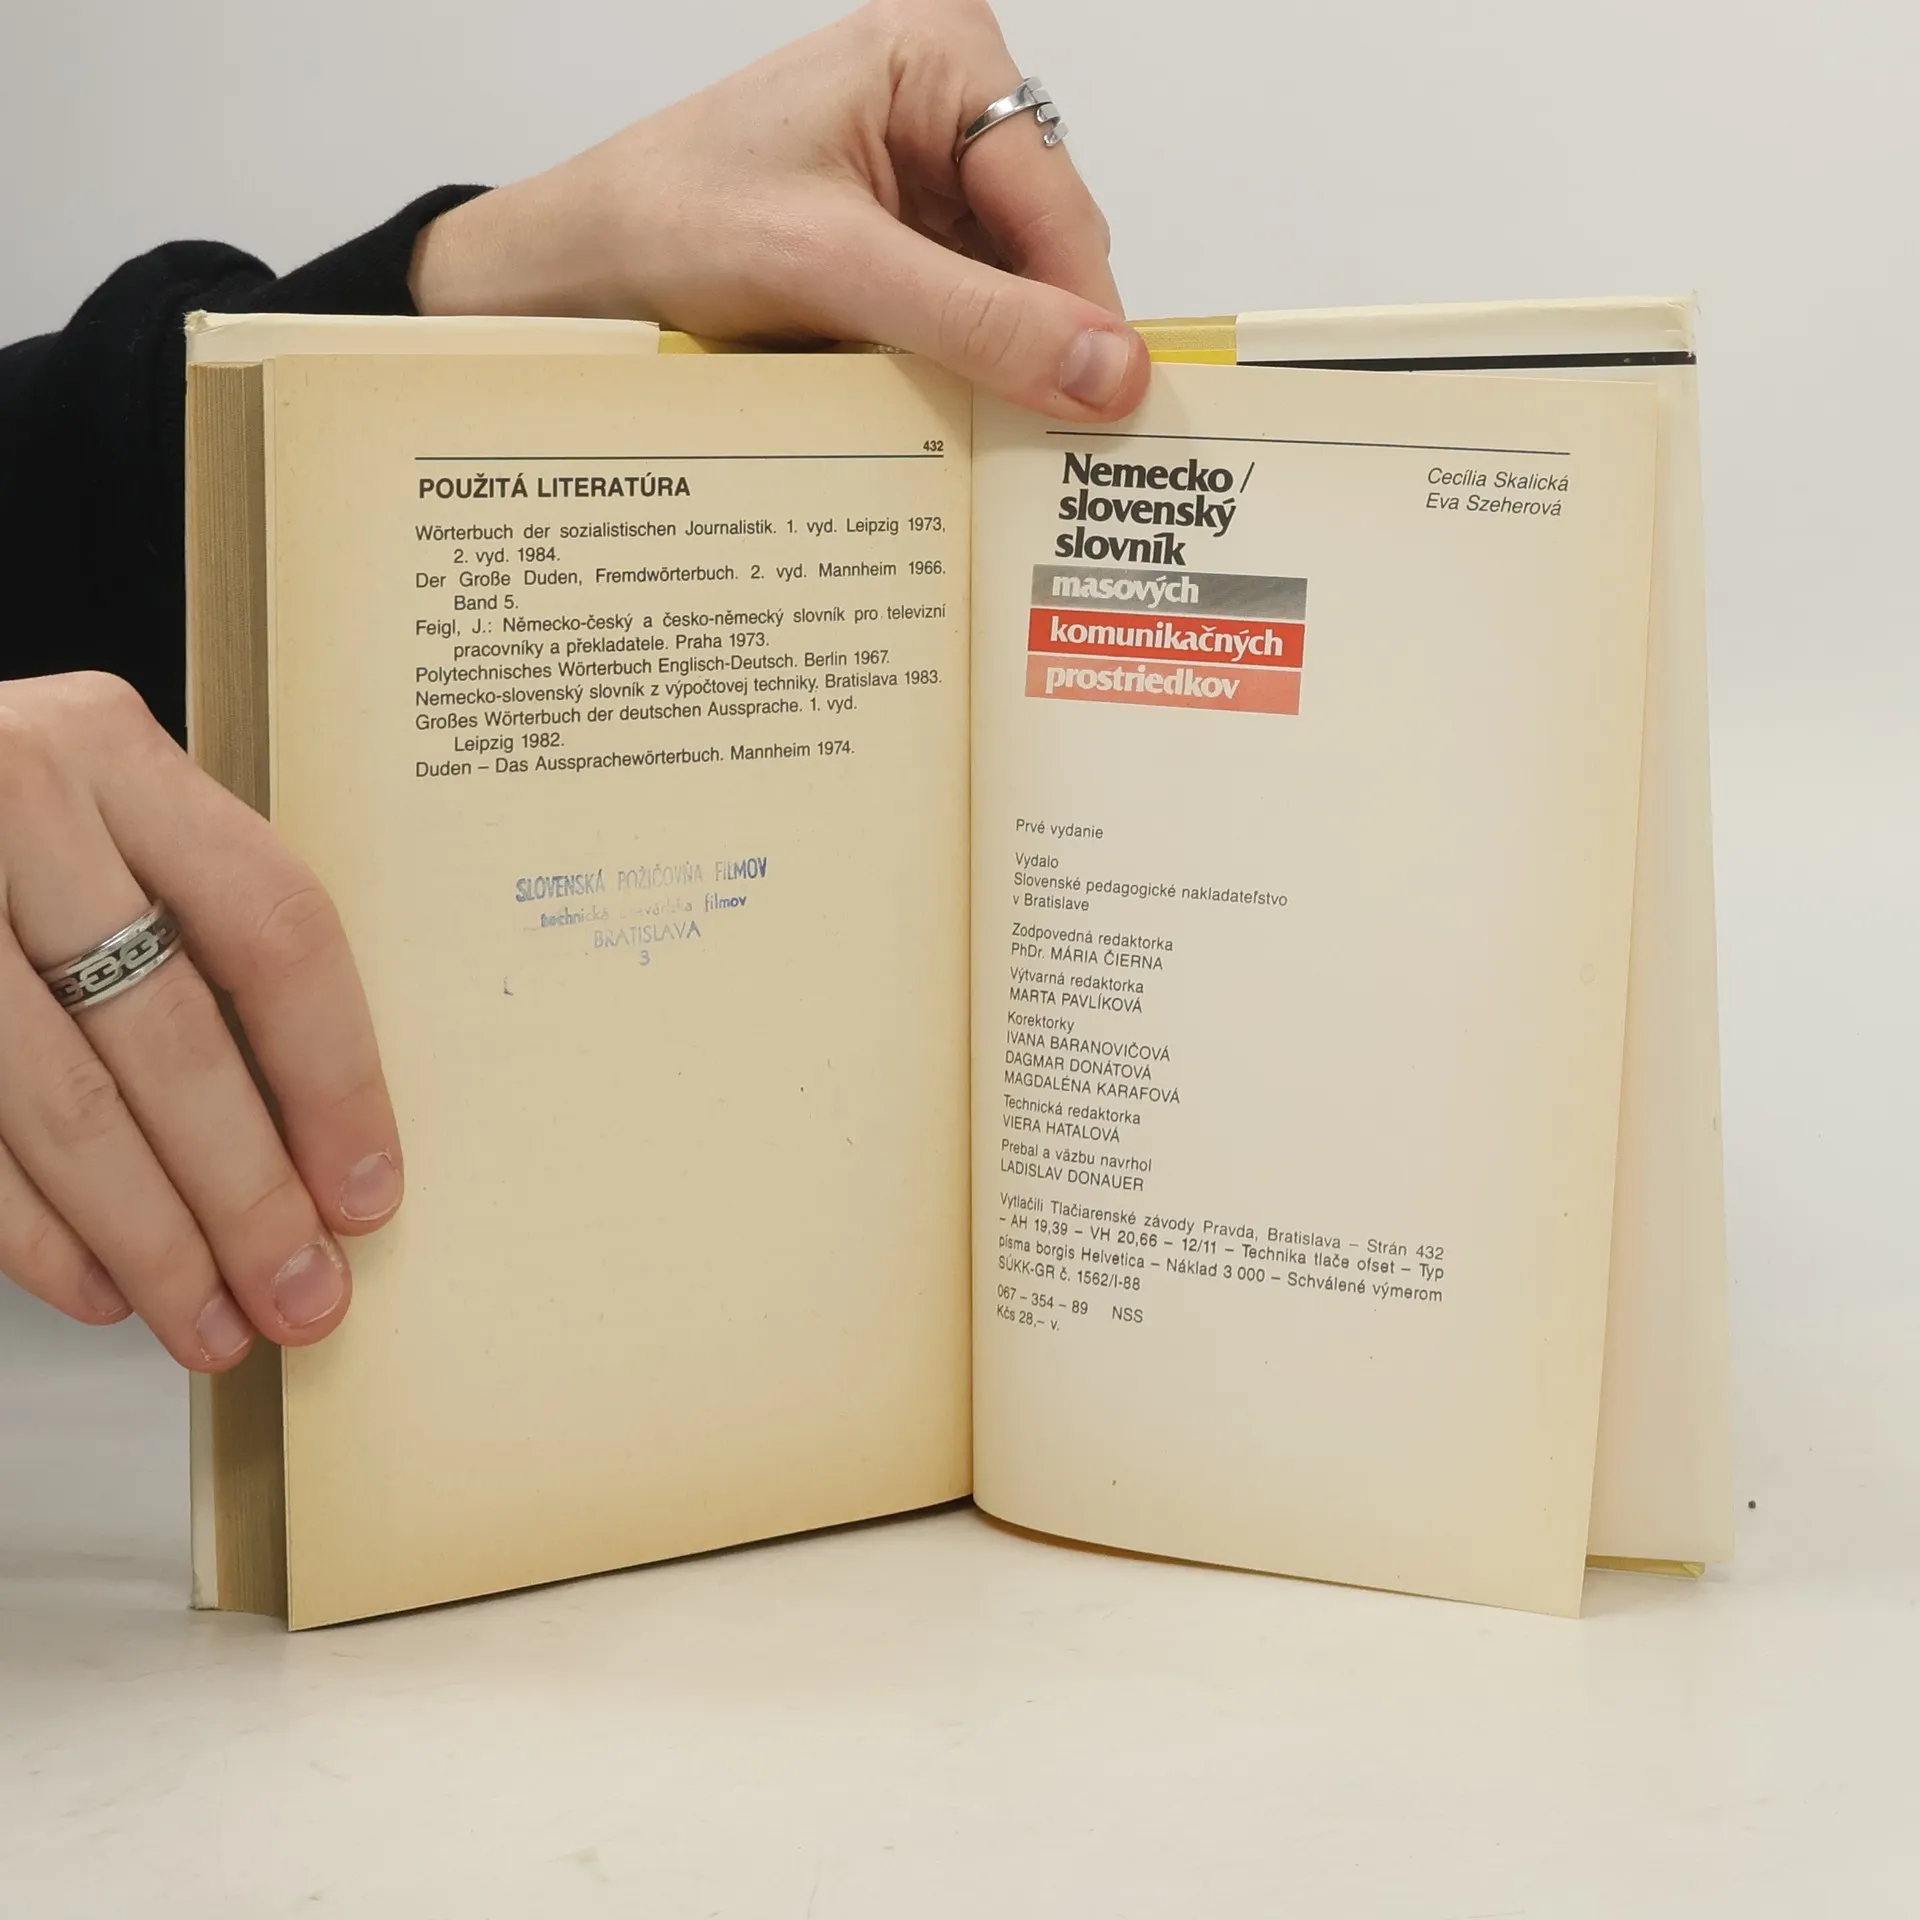 432
POUŽITÁ LITERATÚRA
Wörterbuch der sozialistischen Journalistik. 1. vyd. Leipzig 1973,
2. vyd. 1984.
Der Große Duden, Fremdwörterbuch. 2. vyd. Mannheim 1966.
Band 5.
Feigl, J.: Německo-český a česko-německý slovník pro televizní
pracovníky a překladatele. Praha 1973.
Polytechnisches Wörterbuch Englisch-Deutsch. Berlin 1967.
Nemecko-slovenský slovník z výpočtovej techniky. Bratislava 1983.
Großes Wörterbuch der deutschen Aussprache. 1. vyd.
Leipzig 1982.
Duden – Das Aussprachewörterbuch. Mannheim 1974.
SLOVENSKÁ POŽIČOVŇA FILMOV
technická filmov
BRATISLAVA
3
Nemecko/
slovenský
slovník
masových
komunikačných
prostriedkov
Cecília Skalická
Eva Szeherová
Prvé vydanie
Vydalo
Slovenské pedagogické nakladateľstvo
v Bratislave
Zodpovedná redaktorka
PhDr. MÁRIA ČIERNA
Výtvarná redaktorka
MARTA PAVLÍKOVÁ
Korektorky
IVANA BARANOVIČOVÁ
DAGMAR DONÁTOVÁ
MAGDALÉNA KARAFOVÁ
Technická redaktorka
VIERA HATALOVÁ
Prebal a väzbu navrhol
LADISLAV DONAUER
Vytlačili Tlačiarenské závody Pravda, Bratislava – Strán 432
– AH 19,39 – VH 20,66 – 12/11 – Technika tlače ofset – Typ
písma borgis Helvetica – Náklad 3 000 – Schválené výmerom
SÚKK-GR č. 1562/I-88
067 – 354 – 89 NSS
Kčs 28,– v.